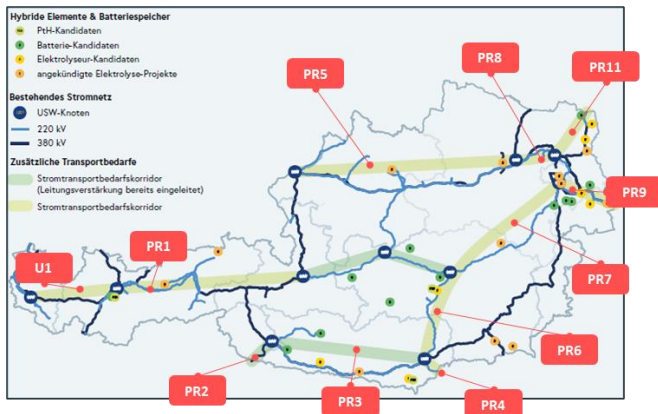 Hybride Elemente & Batteriespeicher
PtH-Kandidaten
Batterie-Kandidaten
Elektrolyseur-Kandidaten
angekündigte Elektrolyse-Projekte
Bestehendes Stromnetz
USW-Knoten
220 kV
380 kV
Zusätzliche Transportbedarfe
Stromtransportbedarfskorridor
(Leitungsverstärkung bereits eingeleitet)
Stromtransportbedarfskorridor
PR5
PR8
PR11
PR9
U1
PR1
PR7
PR6
PR2
PR3
PR4